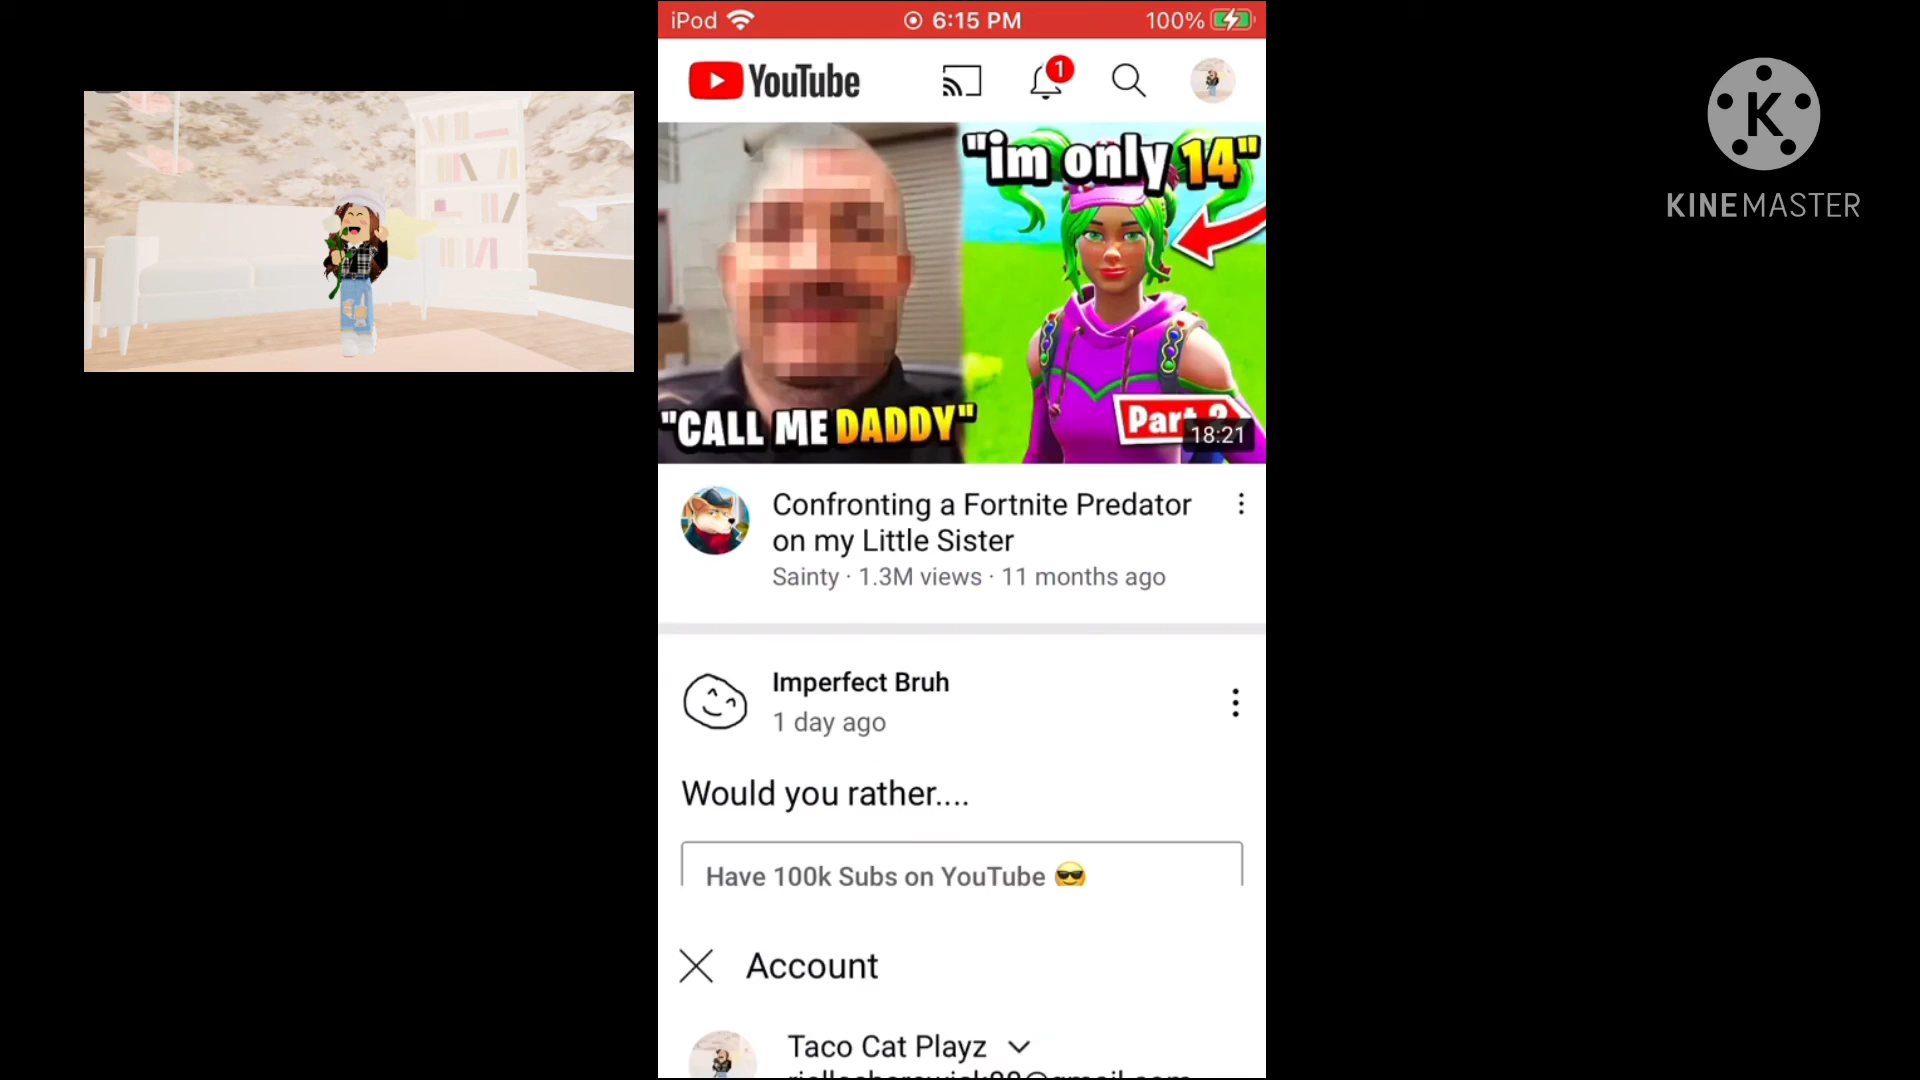 iPod
6:15 PM
100%
YouTube
1
"im only 14"
"CALL ME DADDY"
Part
18:21
Confronting a Fortnite Predator
on my Little Sister
Sainty · 1.3M views · 11 months ago
Imperfect Bruh
1 day ago
Would you rather....
Have 100k Subs on YouTube 😎
Account
Taco Cat Playz
K
KINEMASTER